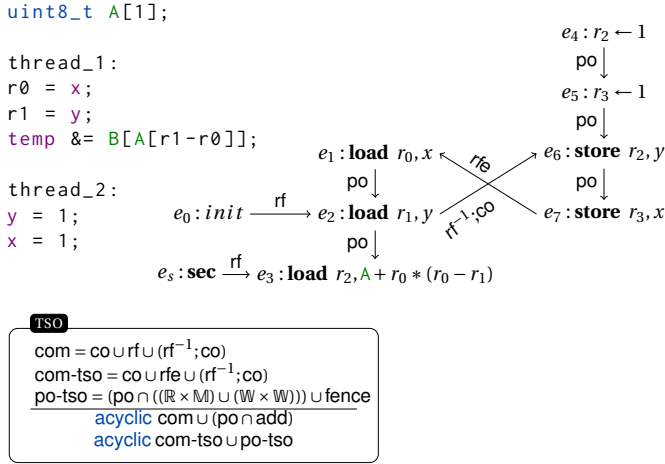 uint8_t A[1];
thread_1:
r0 = x;
r1 = y;
temp &= B[A[r1-r0]];
thread_2:
y = 1;
x = 1;
e₄ : r₂ ← 1
po
e₅ : r₃ ← 1
po
e₁ : load r₀, x
rfe
e₆ : store r₂, y
po
po
e₀ : init
rf
e₂ : load r₁, y
rf⁻¹;co
e₇ : store r₃, x
po
eₛ : sec
rf
e₃ : load r₂, A + r₀ * (r₀ − r₁)
TSO
com = co ∪ rf ∪ (rf⁻¹; co)
com-tso = co ∪ rfe ∪ (rf⁻¹; co)
po-tso = (po ∩ ((ℝ × 𝕄) ∪ (𝕎 × 𝕎))) ∪ fence
acyclic com ∪ (po ∩ add)
acyclic com-tso ∪ po-tso